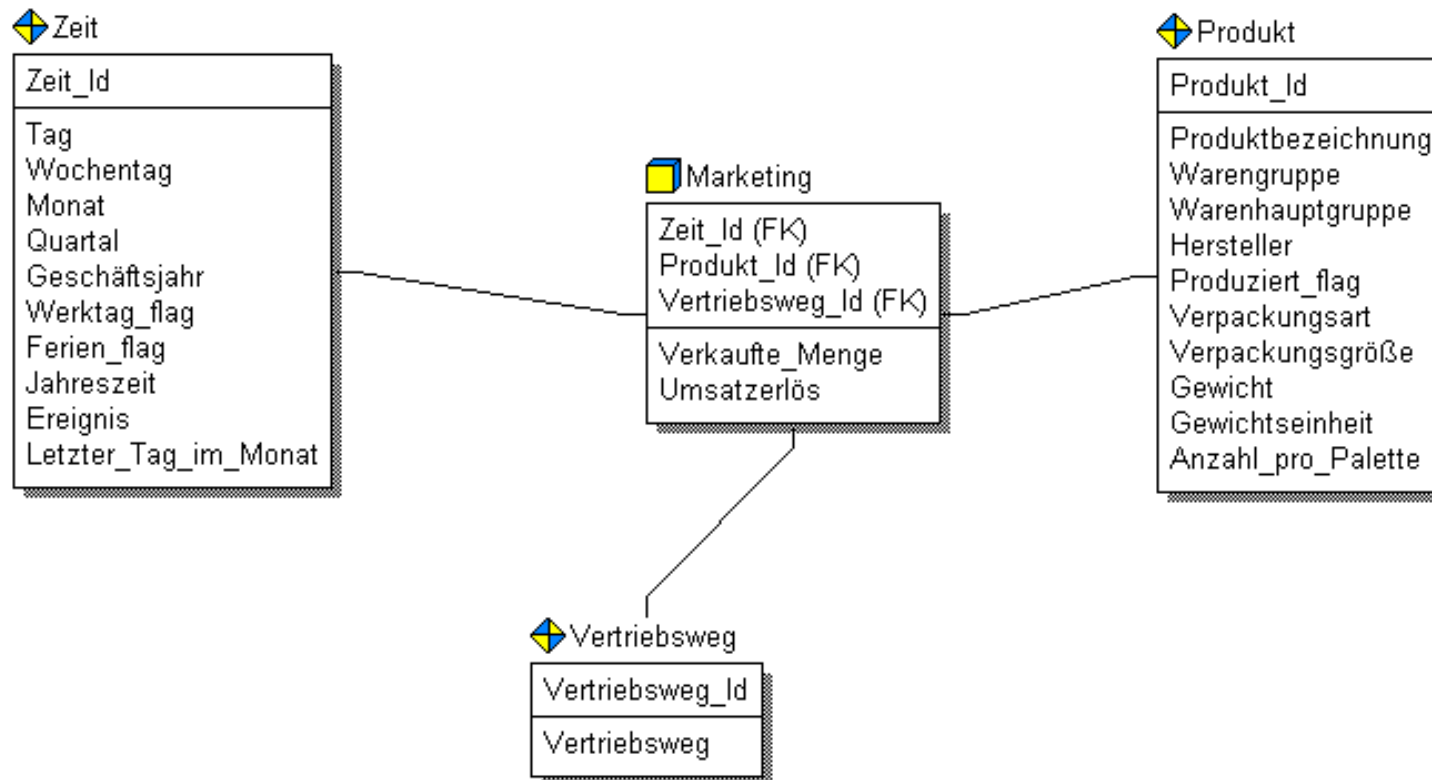 Zeit
Zeit_Id
Tag
Wochentag
Monat
Quartal
Geschäftsjahr
Werktag_flag
Ferien_flag
Jahreszeit
Ereignis
Letzter_Tag_im_Monat
Marketing
Zeit_Id (FK)
Produkt_Id (FK)
Vertriebsweg_Id (FK)
Verkaufte_Menge
Umsatzerlös
Produkt
Produkt_Id
Produktbezeichnung
Warengruppe
Warenhauptgruppe
Hersteller
Produziert_flag
Verpackungsart
Verpackungsgröße
Gewicht
Gewichtseinheit
Anzahl_pro_Palette
Vertriebsweg
Vertriebsweg_Id
Vertriebsweg